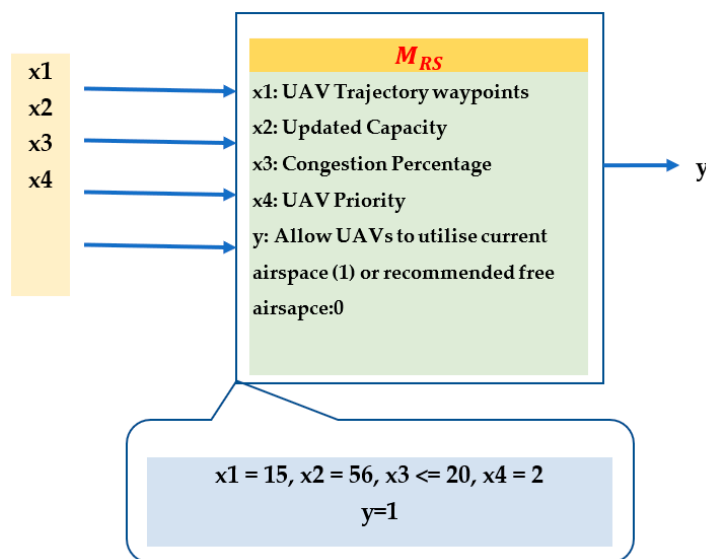 x1
x2
x3
x4
M_RS
x1: UAV Trajectory waypoints
x2: Updated Capacity
x3: Congestion Percentage
x4: UAV Priority
y: Allow UAVs to utilise current
airspace (1) or recommended free
airsapce:0
y
x1 = 15, x2 = 56, x3 <= 20, x4 = 2
y=1